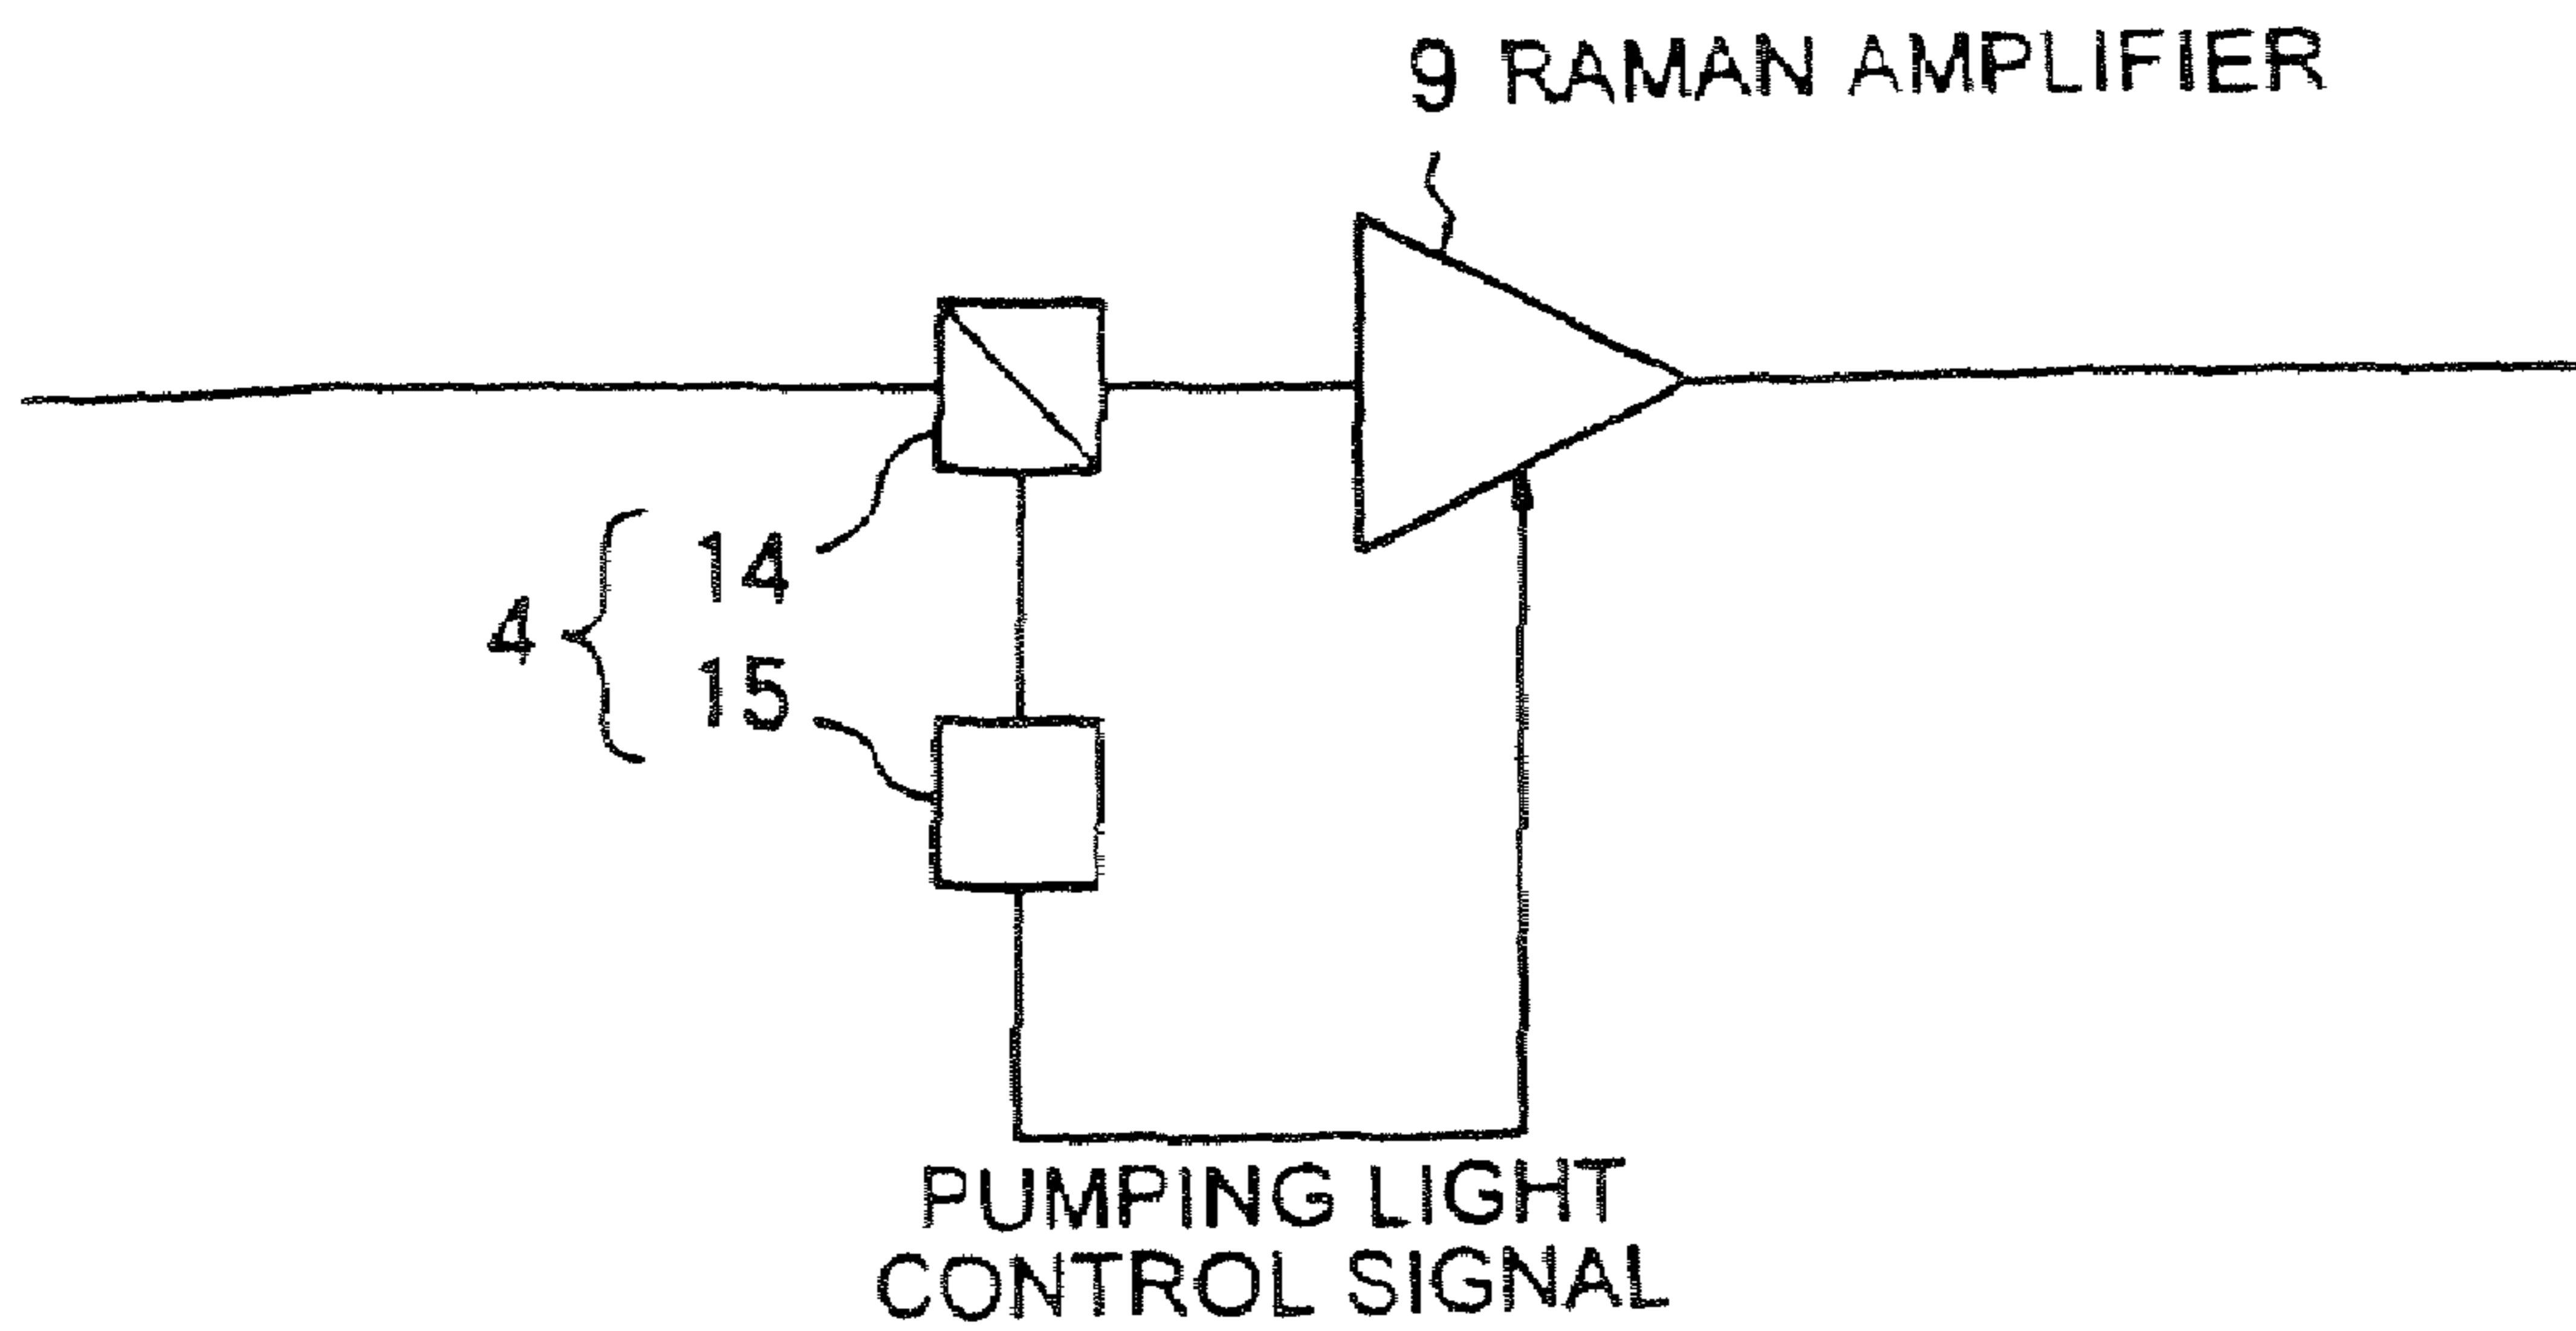 9 RAMAN AMPLIFIER
14
4
15
PUMPING LIGHT
CONTROL SIGNAL